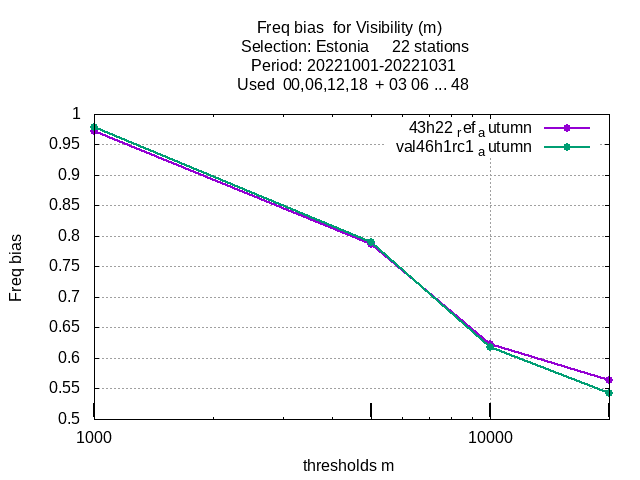 Freq bias  for Visibility (m)
Selection: Estonia     22 stations
Period: 20221001-20221031
Used  00,06,12,18  + 03 06 ... 48
43h22 ref autumn
val46h1rc1 autumn
1
0.95
0.9
0.85
0.8
0.75
0.7
0.65
0.6
0.55
0.5
Freq bias
1000
10000
thresholds m